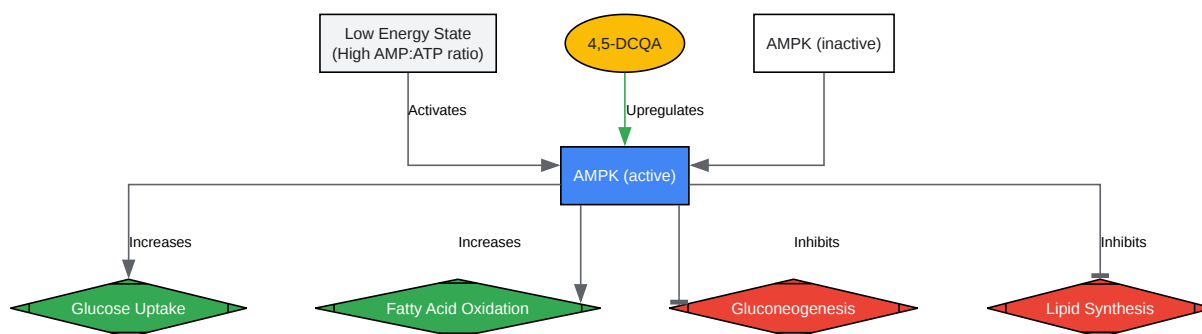 Low Energy State
(High AMP:ATP ratio)
4,5-DCQA
AMPK (inactive)
Activates
Upregulates
AMPK (active)
Increases
Increases
Inhibits
Inhibits
Glucose Uptake
Fatty Acid Oxidation
Gluconeogenesis
Lipid Synthesis